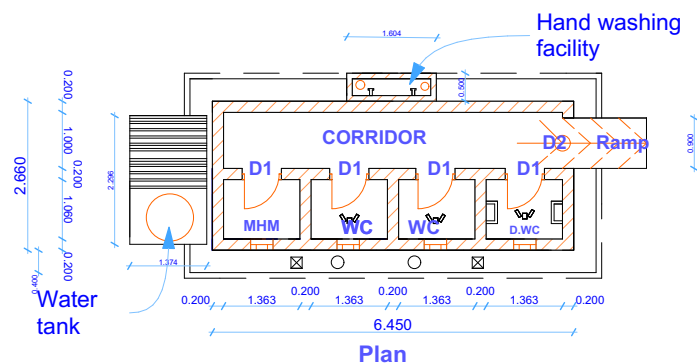 Hand washing
facility
1.604
0.500
0.200
1.000
0.200
1.060
0.200
0.400
2.660
2.296
1.374
0.900
CORRIDOR
D2
Ramp
D1
D1
D1
D1
MHM
WC
WC
D.WC
Water
tank
0.200
1.363
0.200
1.363
0.200
1.363
0.200
1.363
0.200
6.450
Plan